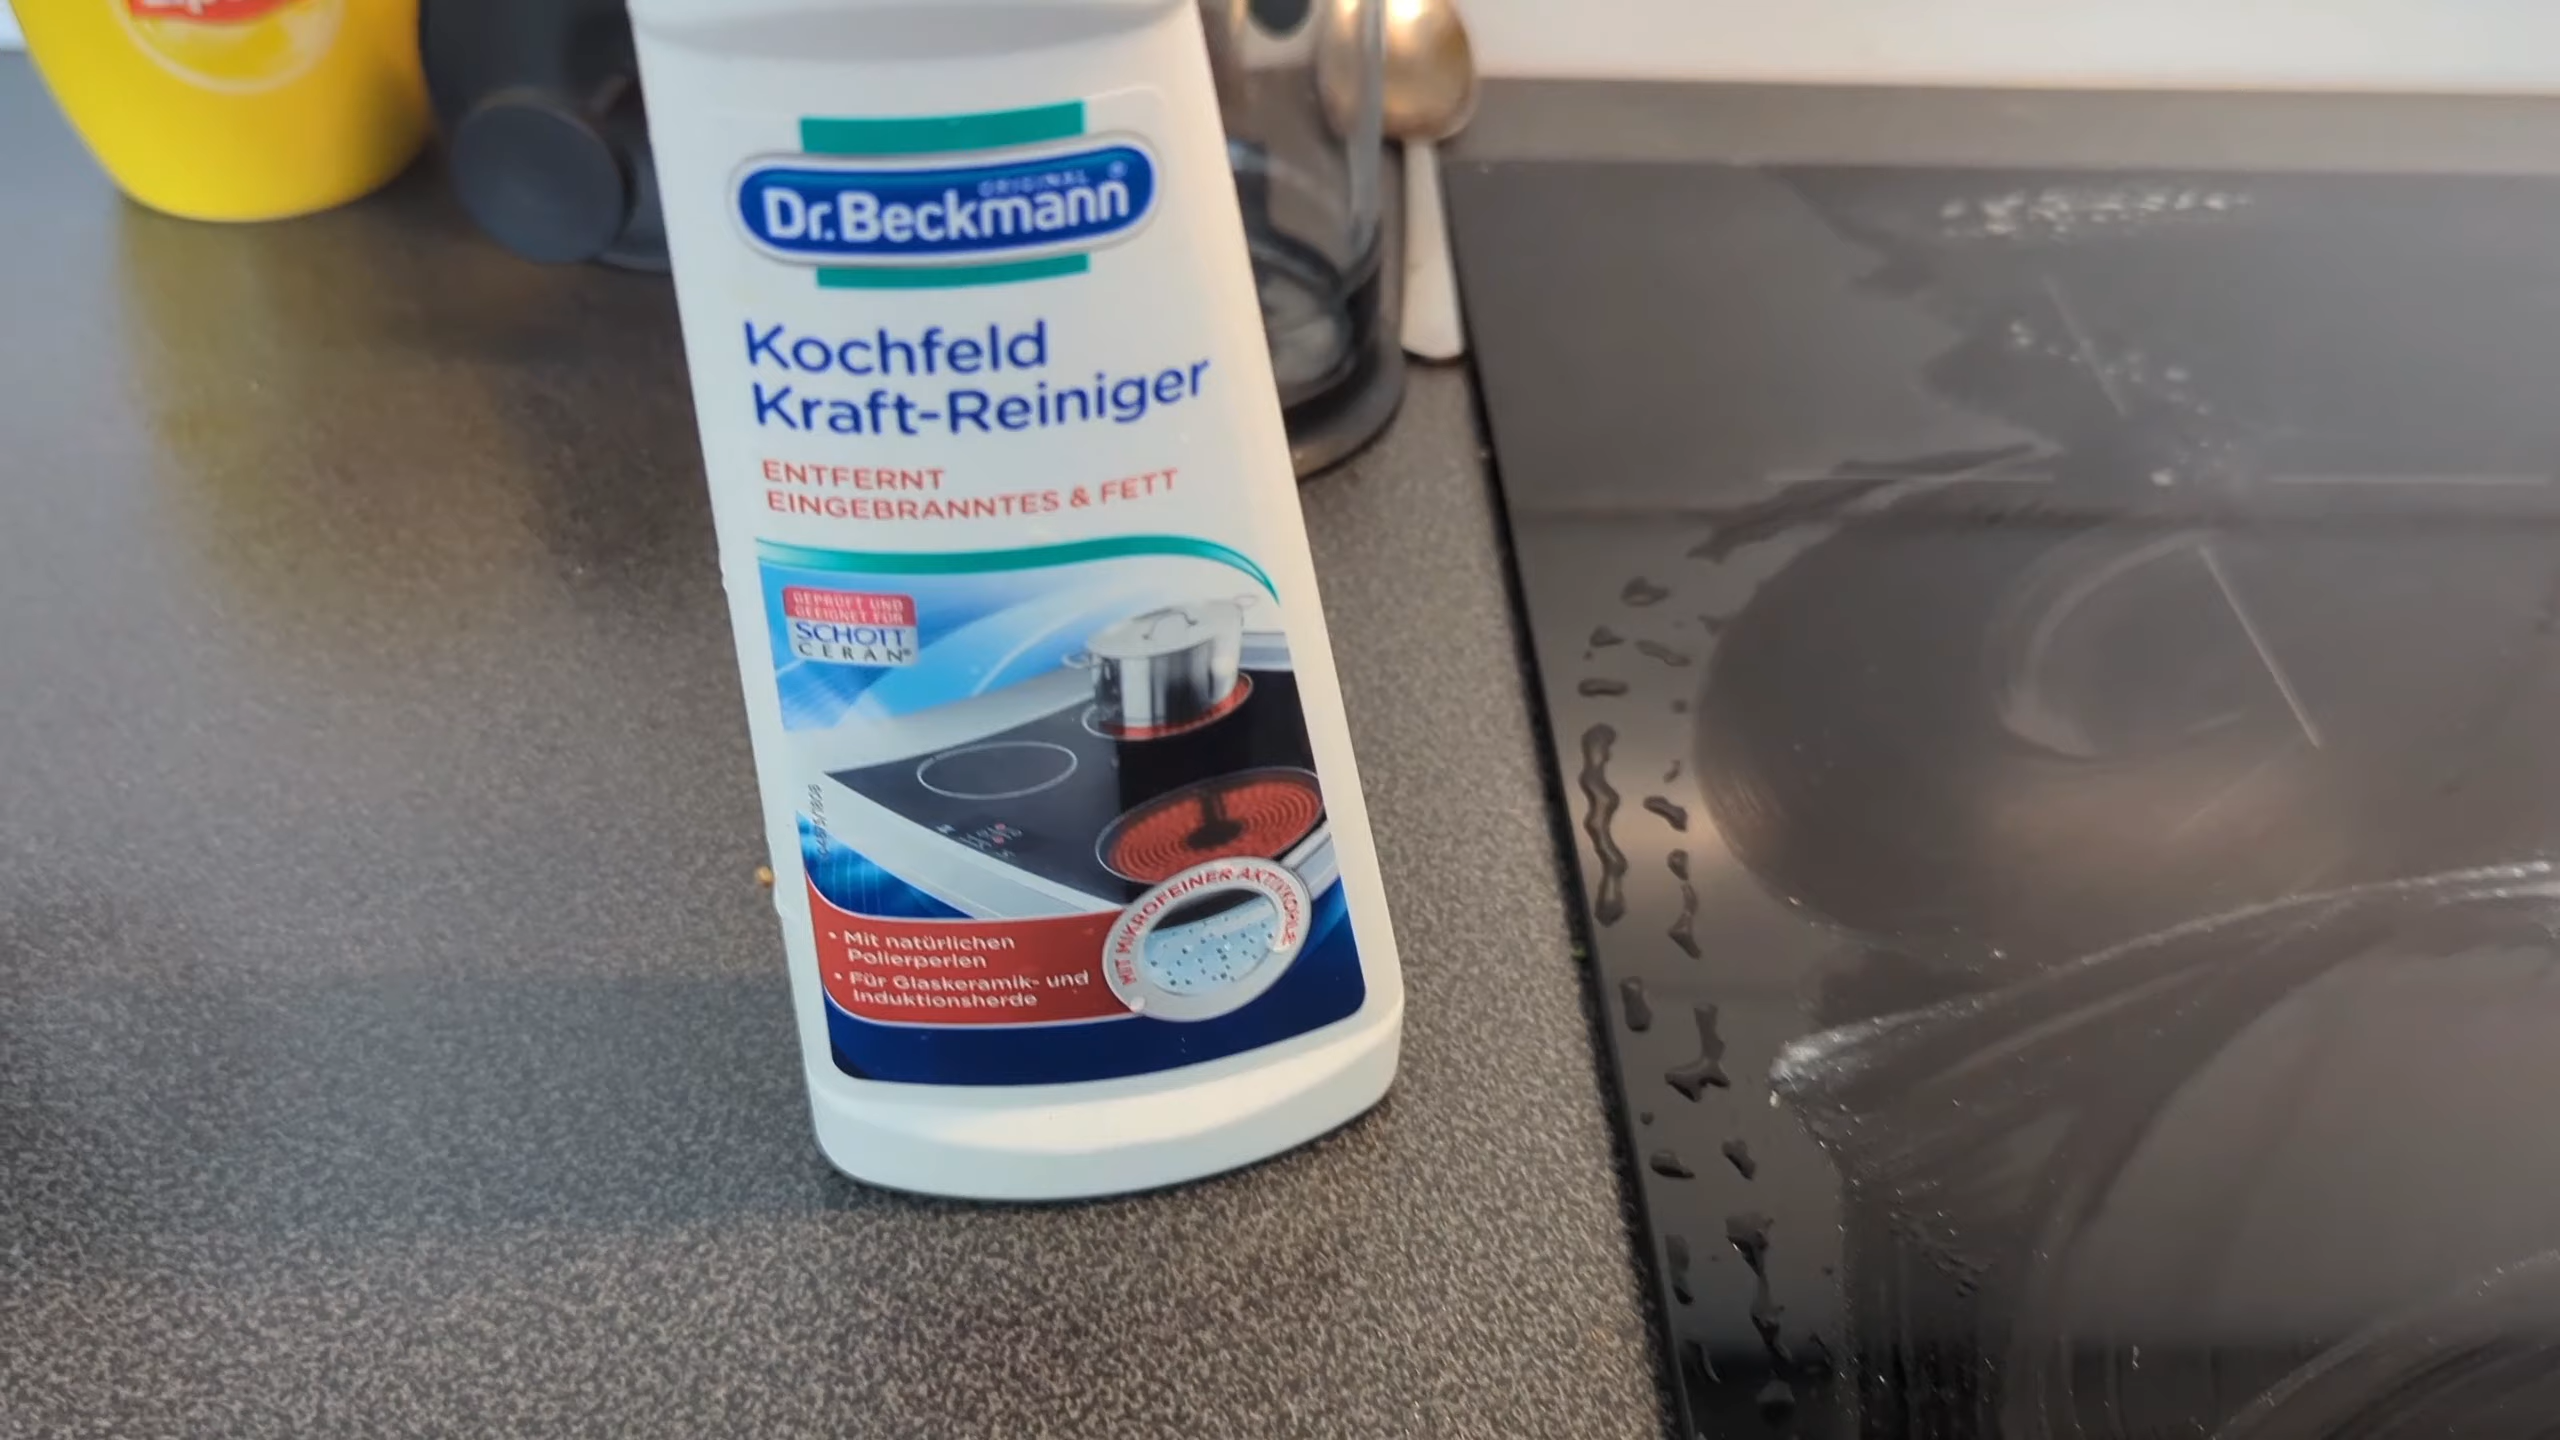 ORIGINAL
Dr.Beckmann®
Kochfeld
Kraft-Reiniger
ENTFERNT
EINGEBRANNTES & FETT
GEPRÜFT UND
GEEIGNET FÜR
SCHOTT
CERAN®
MIT MIKROFEINER AKTIVKOHLE
• Mit natürlichen
Polierperlen
• Für Glaskeramik- und
Induktionsherde